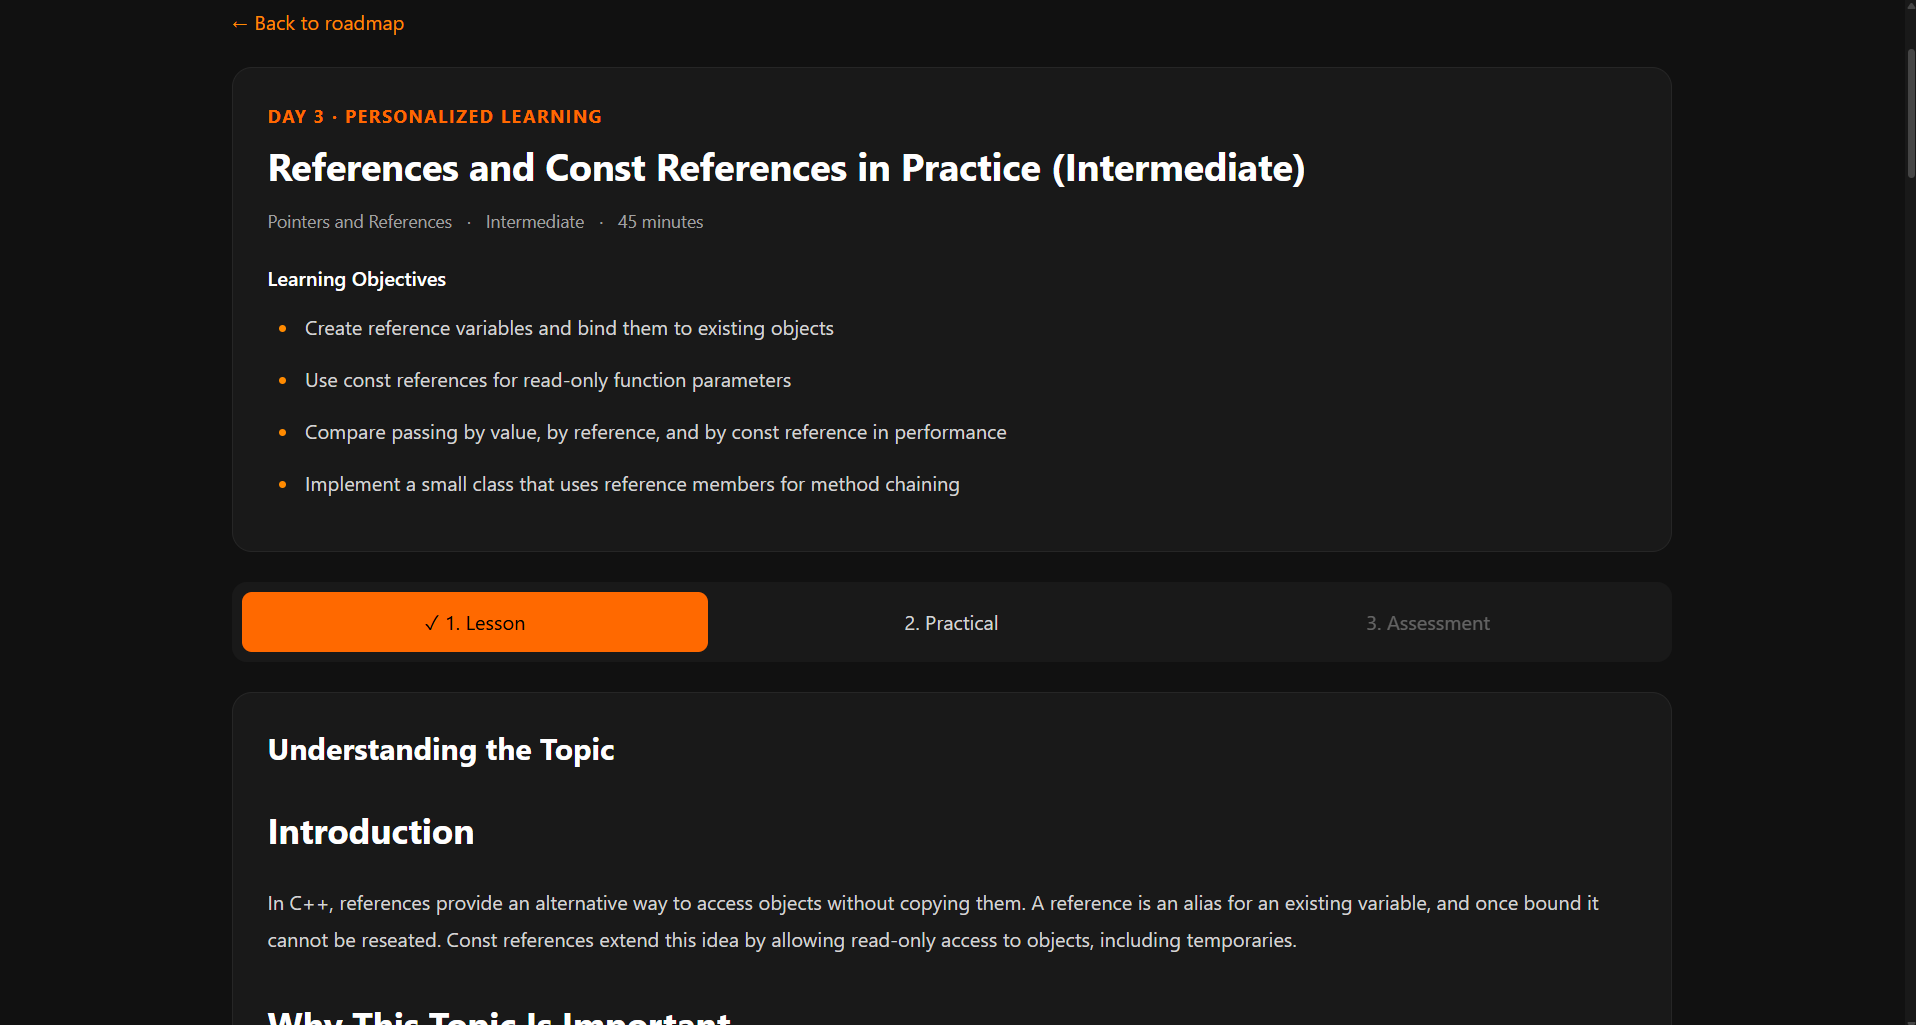 ← Back to roadmap
DAY 3 · PERSONALIZED LEARNING
References and Const References in Practice (Intermediate)
Pointers and References · Intermediate · 45 minutes
Learning Objectives
• Create reference variables and bind them to existing objects
• Use const references for read-only function parameters
• Compare passing by value, by reference, and by const reference in performance
• Implement a small class that uses reference members for method chaining
✓ 1. Lesson
2. Practical
3. Assessment
Understanding the Topic
Introduction
In C++, references provide an alternative way to access objects without copying them. A reference is an alias for an existing variable, and once bound it
cannot be reseated. Const references extend this idea by allowing read-only access to objects, including temporaries.
Why This Topic Is Important